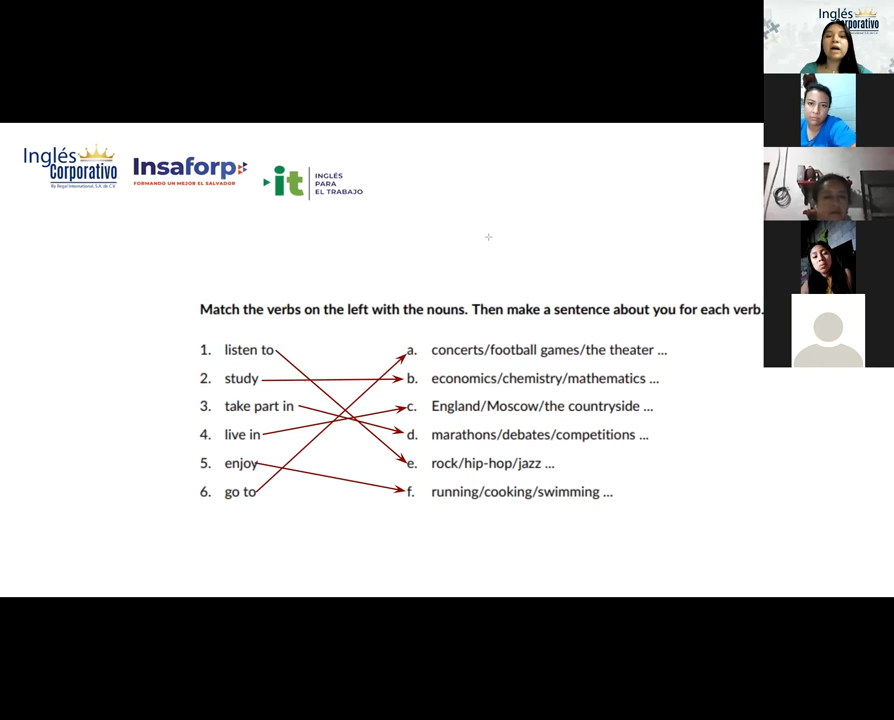 Inglés
Corporativo
Inglés
Corporativo
By Regal International, S.A. de C.V.
Insaforp
FORMANDO UN MEJOR EL SALVADOR
it
INGLÉS
PARA
EL TRABAJO
Match the verbs on the left with the nouns. Then make a sentence about you for each verb.
1. listen to
a. concerts/football games/the theater ...
2. study
b. economics/chemistry/mathematics ...
3. take part in
c. England/Moscow/the countryside ...
4. live in
d. marathons/debates/competitions ...
5. enjoy
e. rock/hip-hop/jazz ...
6. go to
f. running/cooking/swimming ...